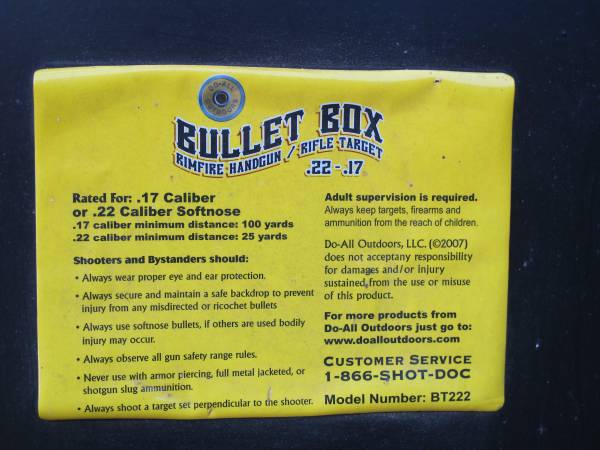 DO-ALL
OUTDOORS
BULLET BOX
RIMFIRE HANDGUN / RIFLE TARGET
.22 - .17
Rated For: .17 Caliber
or .22 Caliber Softnose
.17 caliber minimum distance: 100 yards
.22 caliber minimum distance: 25 yards
Shooters and Bystanders should:
• Always wear proper eye and ear protection.
• Always secure and maintain a safe backdrop to prevent
injury from any misdirected or ricochet bullets
• Always use softnose bullets, if others are used bodily
injury may occur.
• Always observe all gun safety range rules.
• Never use with armor piercing, full metal jacketed, or
shotgun slug ammunition.
• Always shoot a target set perpendicular to the shooter.
Adult supervision is required.
Always keep targets, firearms and
ammunition from the reach of children.
Do-All Outdoors, LLC. (©2007)
does not acceptany responsibility
for damages and/or injury
sustained from the use or misuse
of this product.
For more products from
Do-All Outdoors just go to:
www.doalloutdoors.com
CUSTOMER SERVICE
1-866-SHOT-DOC
Model Number: BT222